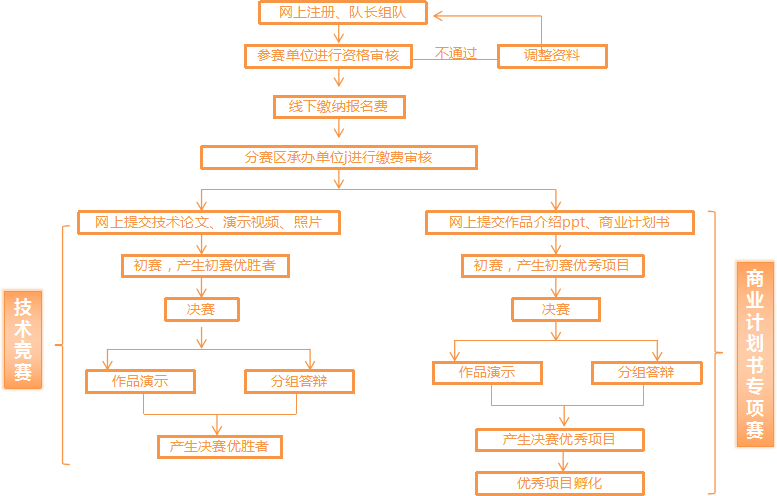 网上注册、队长组队
参赛单位进行资格审核
不通过
调整资料
线下缴纳报名费
分赛区承办单位j进行缴费审核
网上提交技术论文、演示视频、照片
网上提交作品介绍ppt、商业计划书
初赛，产生初赛优胜者
初赛，产生初赛优秀项目
技术竞赛
商业计划书专项赛
决赛
决赛
作品演示
分组答辩
作品演示
分组答辩
产生决赛优胜者
产生决赛优秀项目
优秀项目孵化